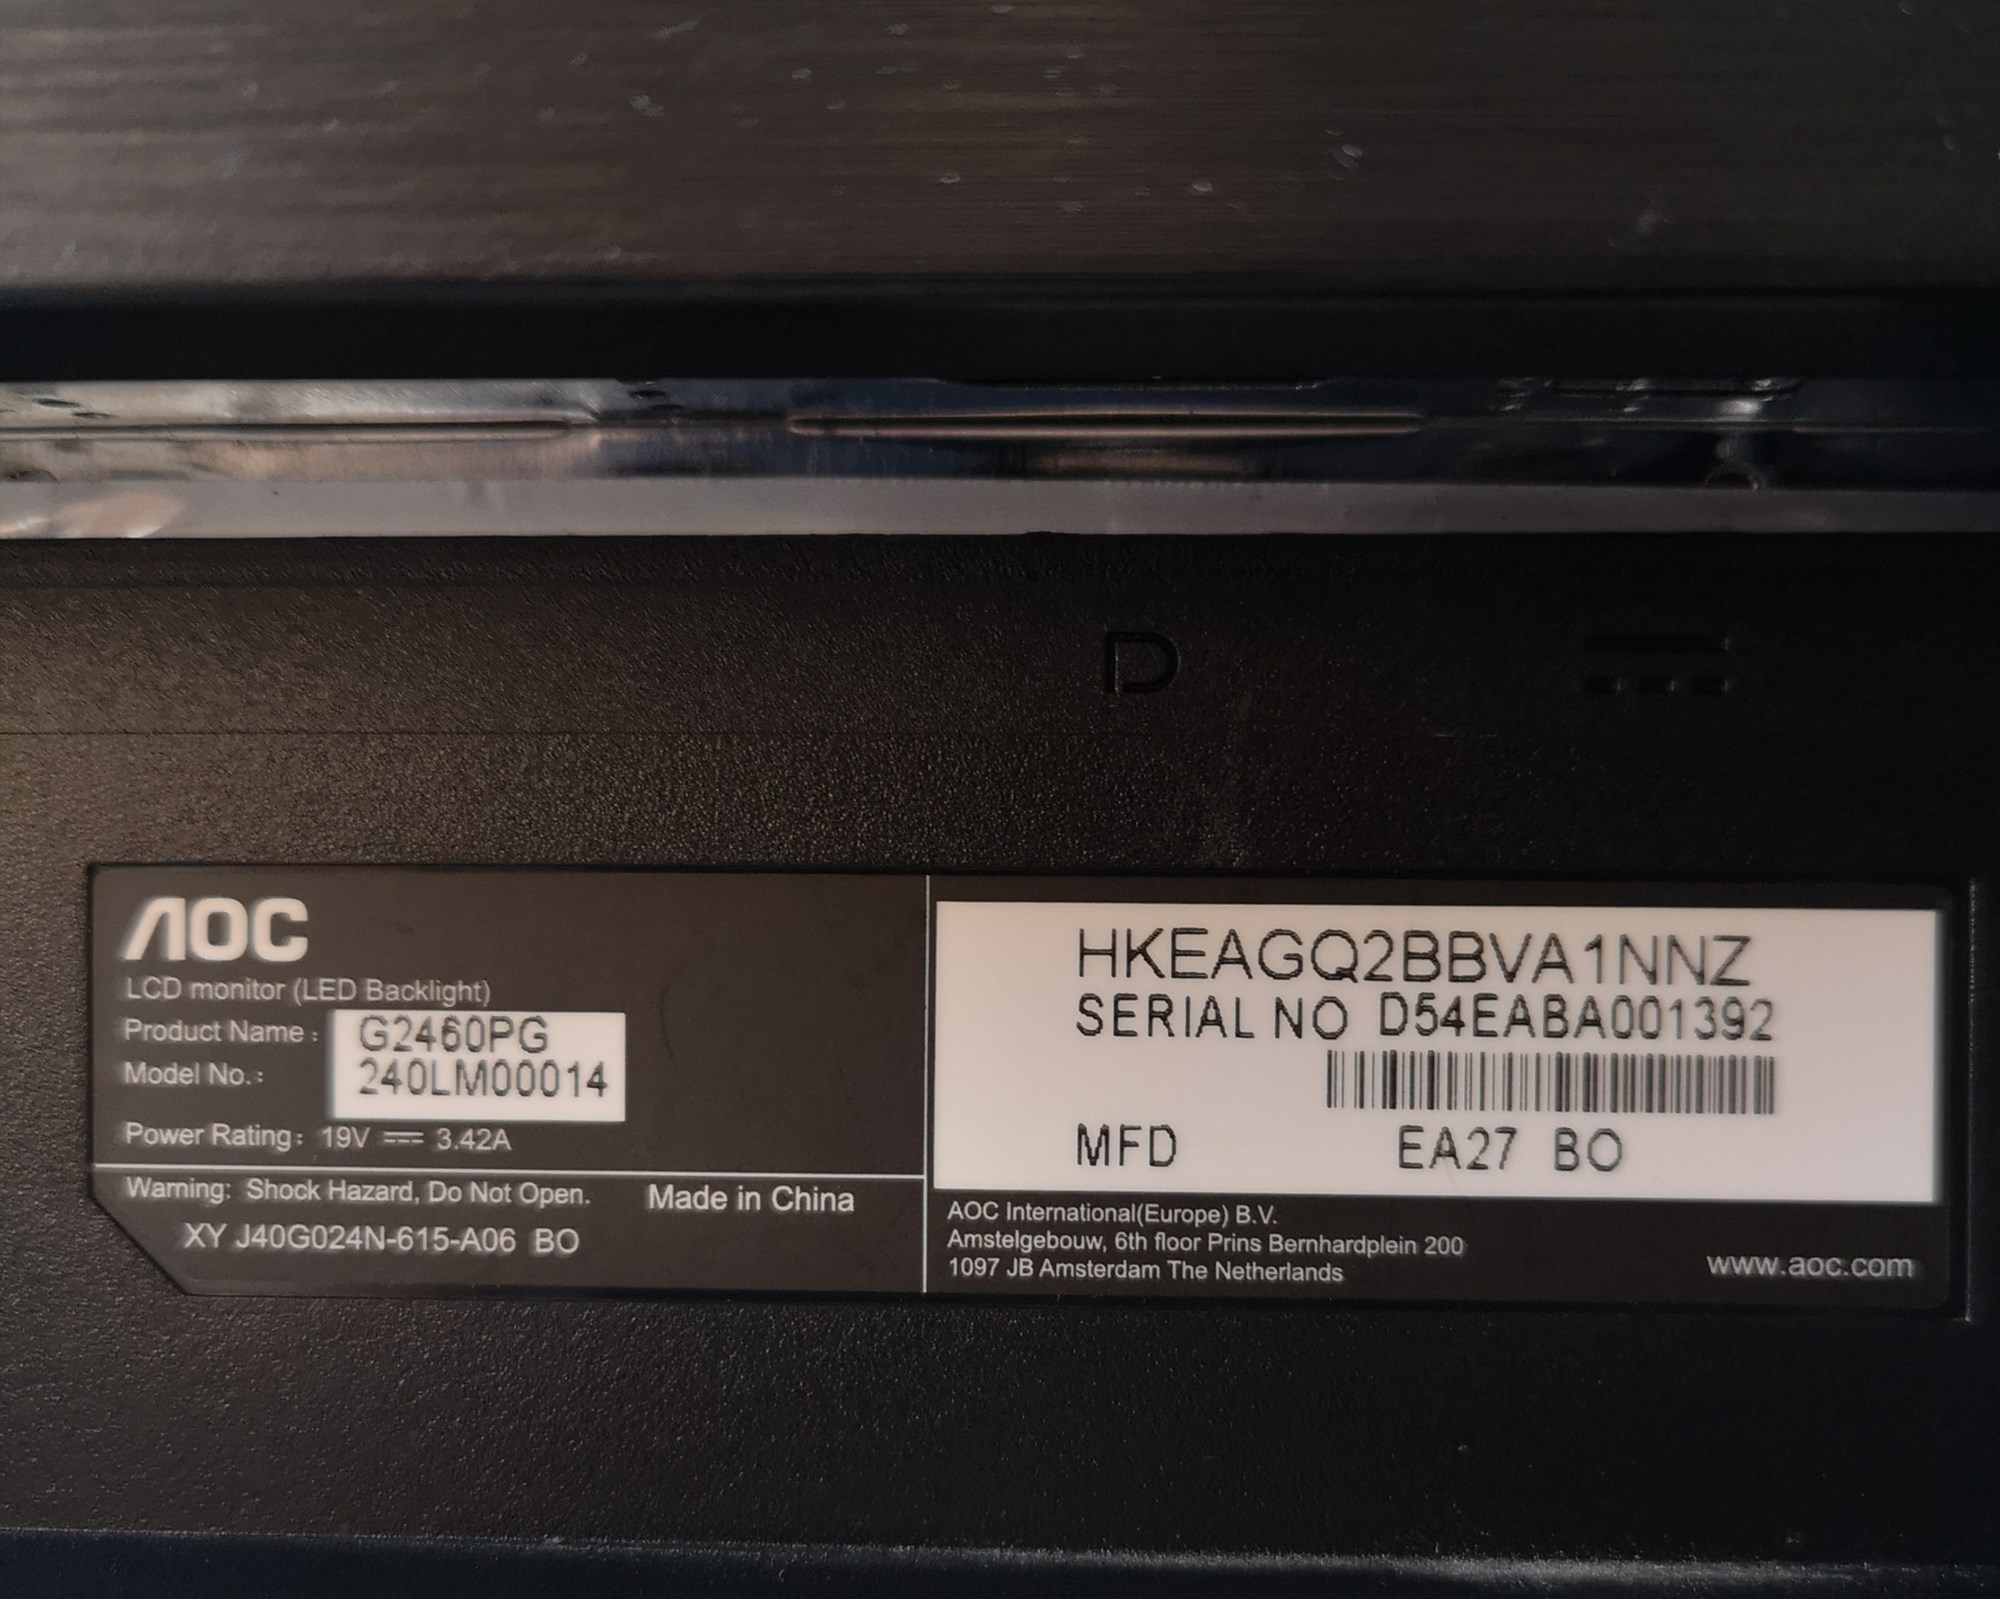 AOC
LCD monitor (LED Backlight)
Product Name : G2460PG
Model No.: 240LM00014
Power Rating: 19V 3.42A
Warning: Shock Hazard, Do Not Open. Made in China
XY J40G024N-615-A06 BO
HKEAGQ2BBVA1NNZ
SERIAL NO D54EABA001392
MFD EA27 BO
AOC International(Europe) B.V.
Amstelgebouw, 6th floor Prins Bernhardplein 200
1097 JB Amsterdam The Netherlands
www.aoc.com